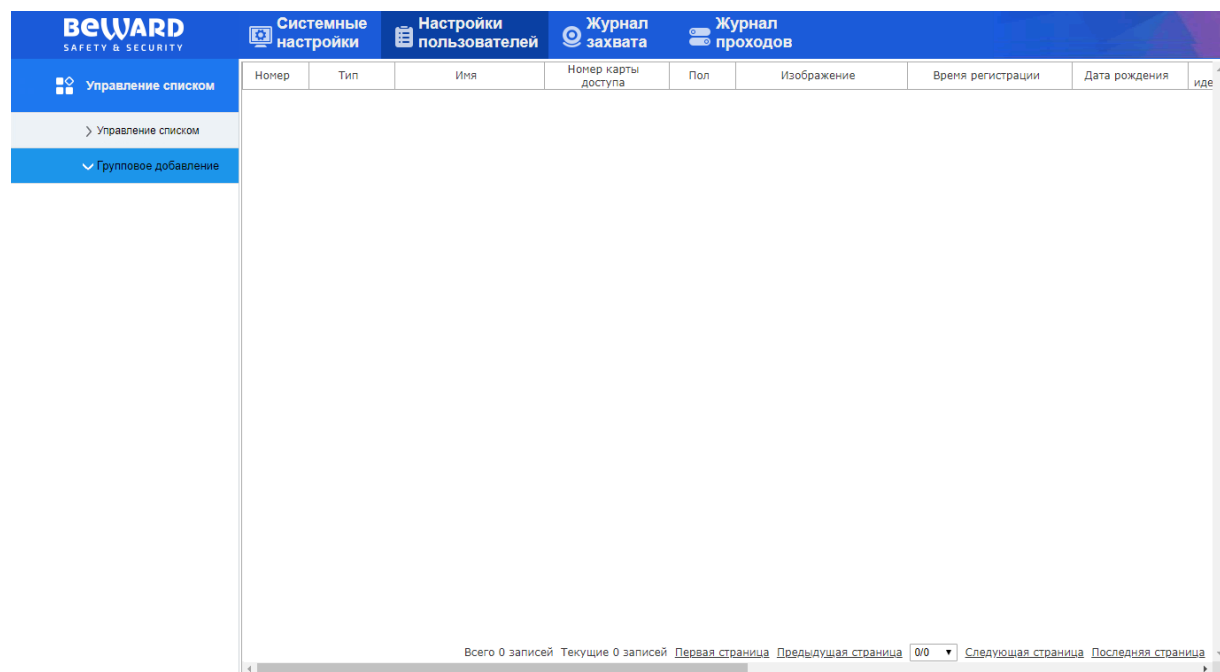 BEWARD
SAFETY & SECURITY
Системные
настройки
Настройки
пользователей
Журнал
захвата
Журнал
проходов
Управление списком
Управление списком
Групповое добавление
Номер Тип Имя Номер карты доступа Пол Изображение Время регистрации Дата рождения
Всего 0 записей Текущие 0 записей Первая страница Предыдущая страница 0/0 Следующая страница Последняя страница